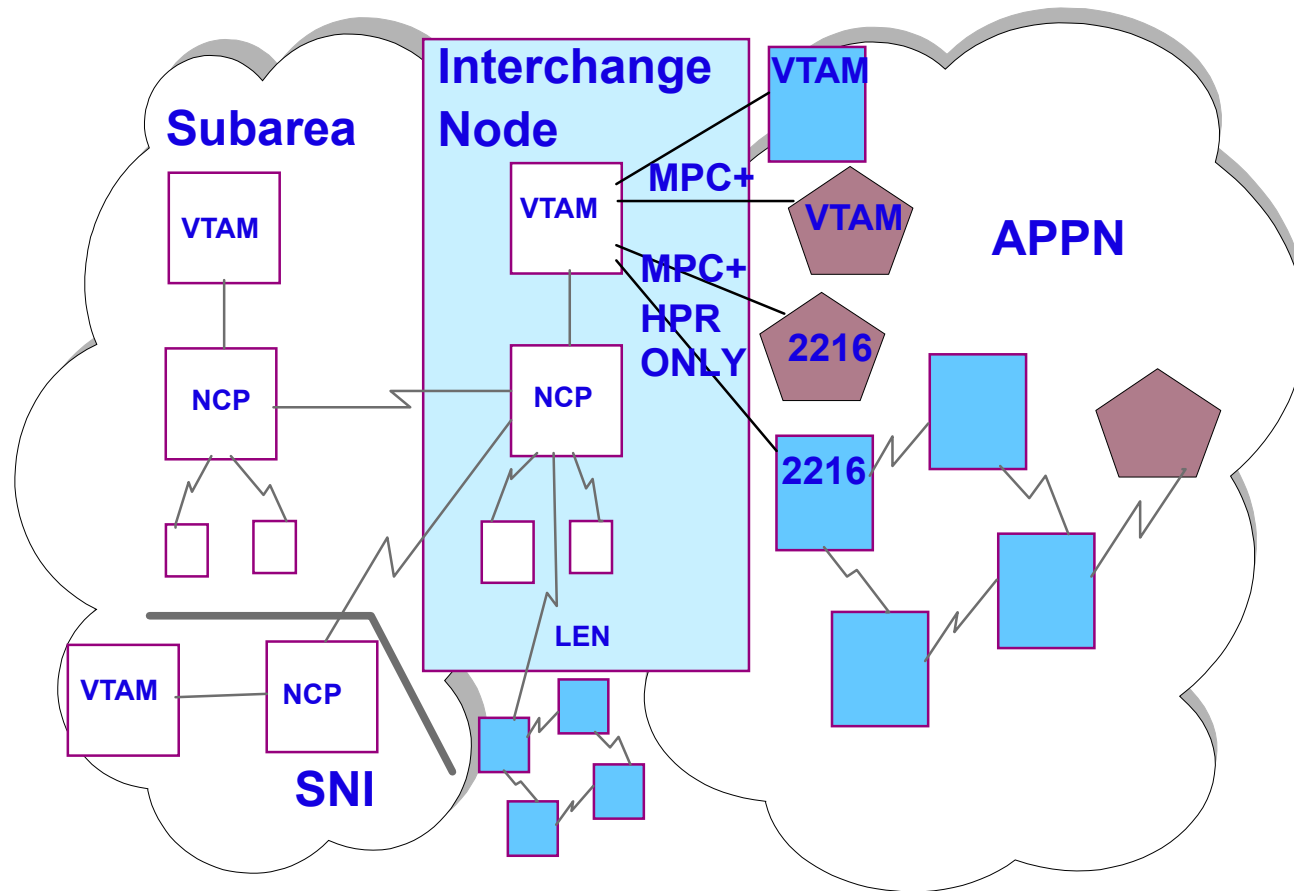 Interchange
Node
Subarea
VTAM
MPC+
VTAM
VTAM
VTAM
APPN
MPC+
HPR
ONLY
2216
NCP
NCP
2216
LEN
VTAM
NCP
SNI